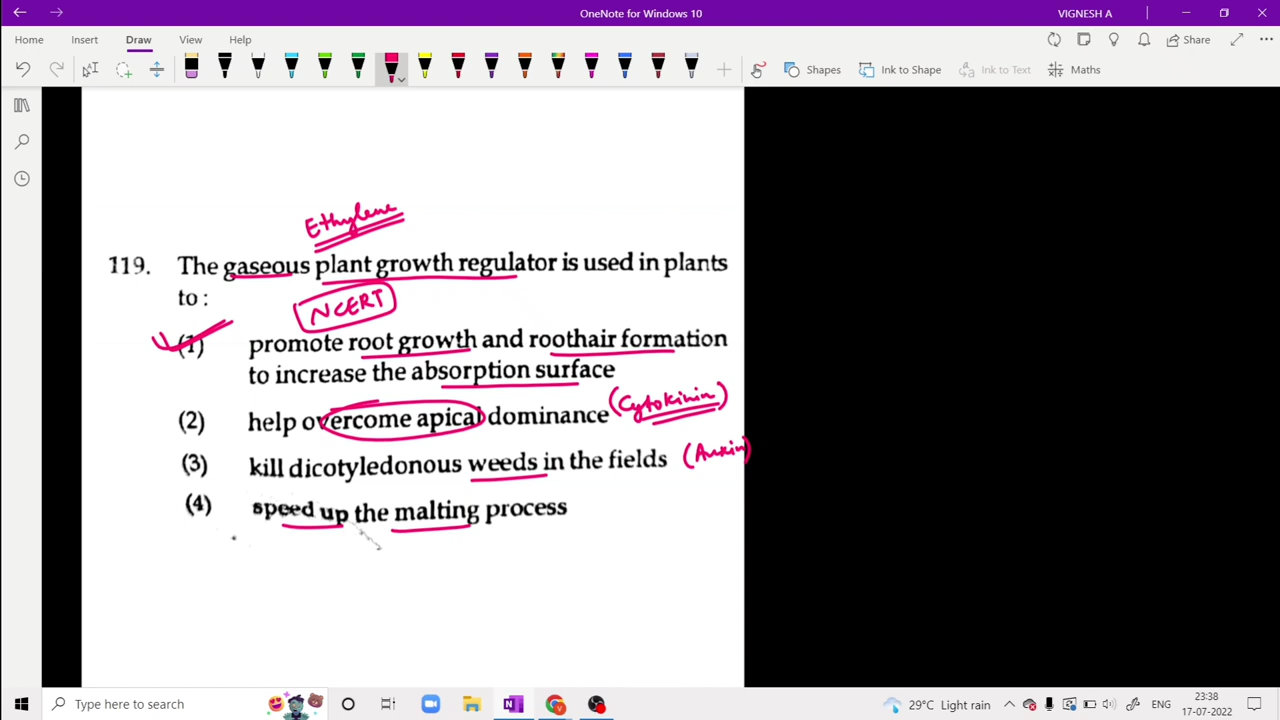 OneNote for Windows 10
VIGNESH A
Home Insert Draw View Help
Share
Shapes Ink to Shape Ink to Text Maths
Ethylene
119. The gaseous plant growth regulator is used in plants
to :
NCERT
(1) promote root growth and roothair formation
to increase the absorption surface
(2) help overcome apical dominance (Cytokinin)
(3) kill dicotyledonous weeds in the fields (Auxin)
(4) speed up the malting process
Type here to search
29°C Light rain
ENG
23:38
17-07-2022